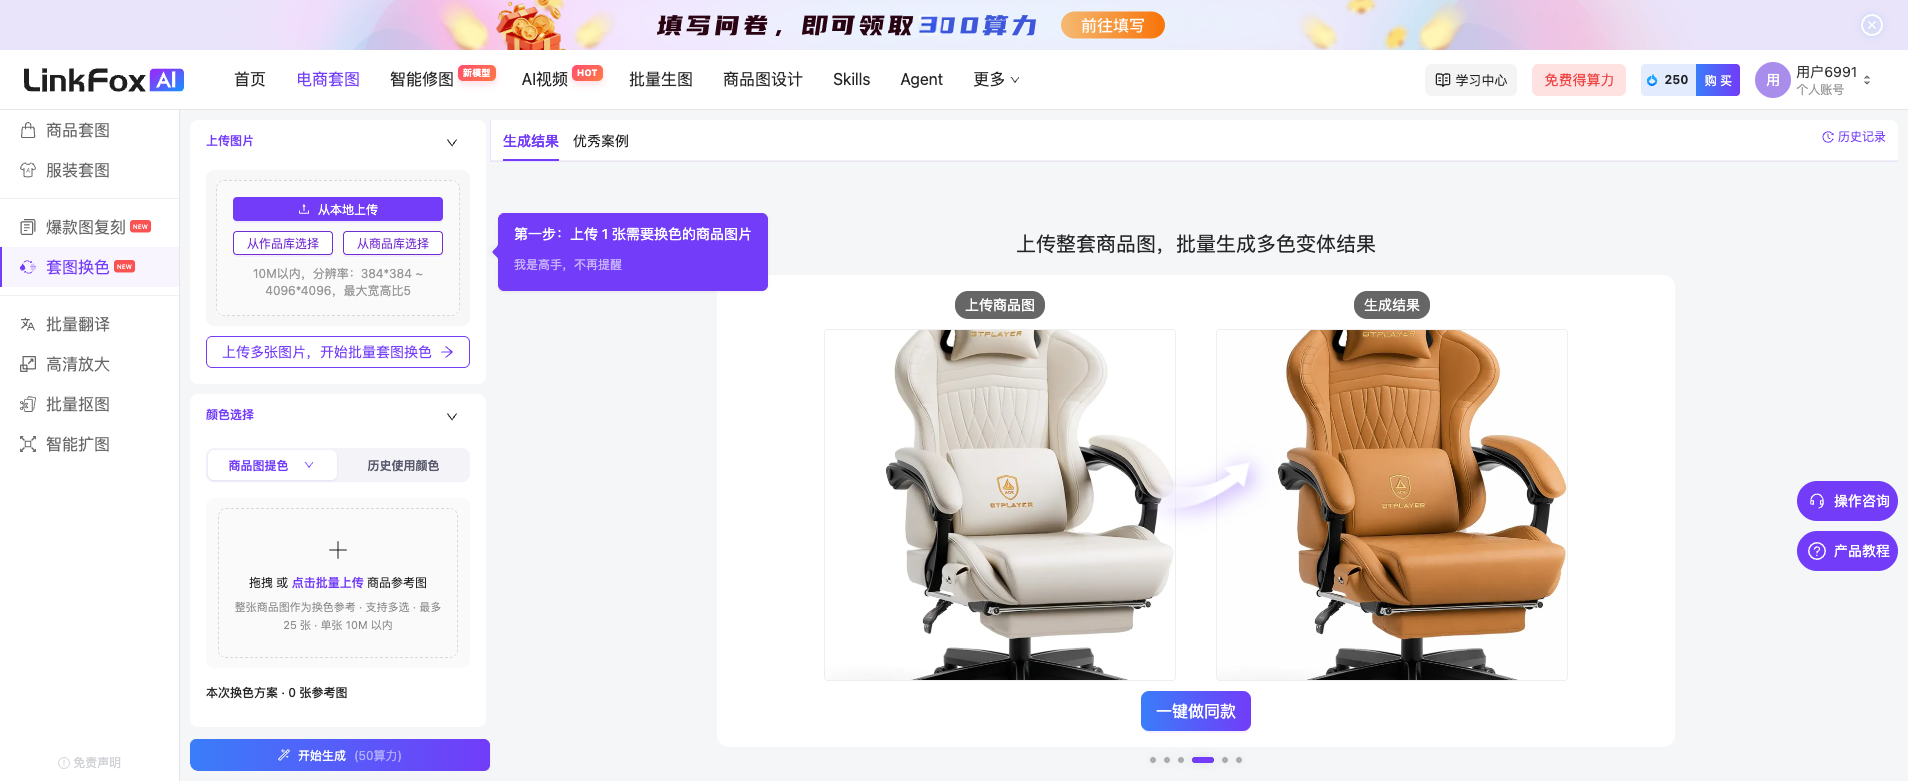 填写问卷，即可领取300算力
前往填写
LinkFox AI
首页
电商套图
智能修图
新模型
AI视频
HOT
批量生图
商品图设计
Skills
Agent
更多
学习中心
免费得算力
250
购 买
用
用户6991
个人账号
商品套图
服装套图
爆款图复刻
NEW
套图换色
NEW
批量翻译
高清放大
批量抠图
智能扩图
免责声明
上传图片
从本地上传
从作品库选择
从商品库选择
10M以内，分辨率：384*384 ~
4096*4096，最大宽高比5
上传多张图片，开始批量套图换色
颜色选择
商品图提色
历史使用颜色
拖拽 或 点击批量上传 商品参考图
整张商品图作为换色参考 · 支持多选 · 最多
25 张 · 单张 10M 以内
本次换色方案 · 0 张参考图
开始生成 (50算力)
生成结果
优秀案例
历史记录
第一步：上传 1 张需要换色的商品图片
我是高手，不再提醒
上传整套商品图，批量生成多色变体结果
上传商品图
生成结果
GTPLAYER
GTPLAYER
GTPLAYER
GTPLAYER
一键做同款
操作咨询
产品教程